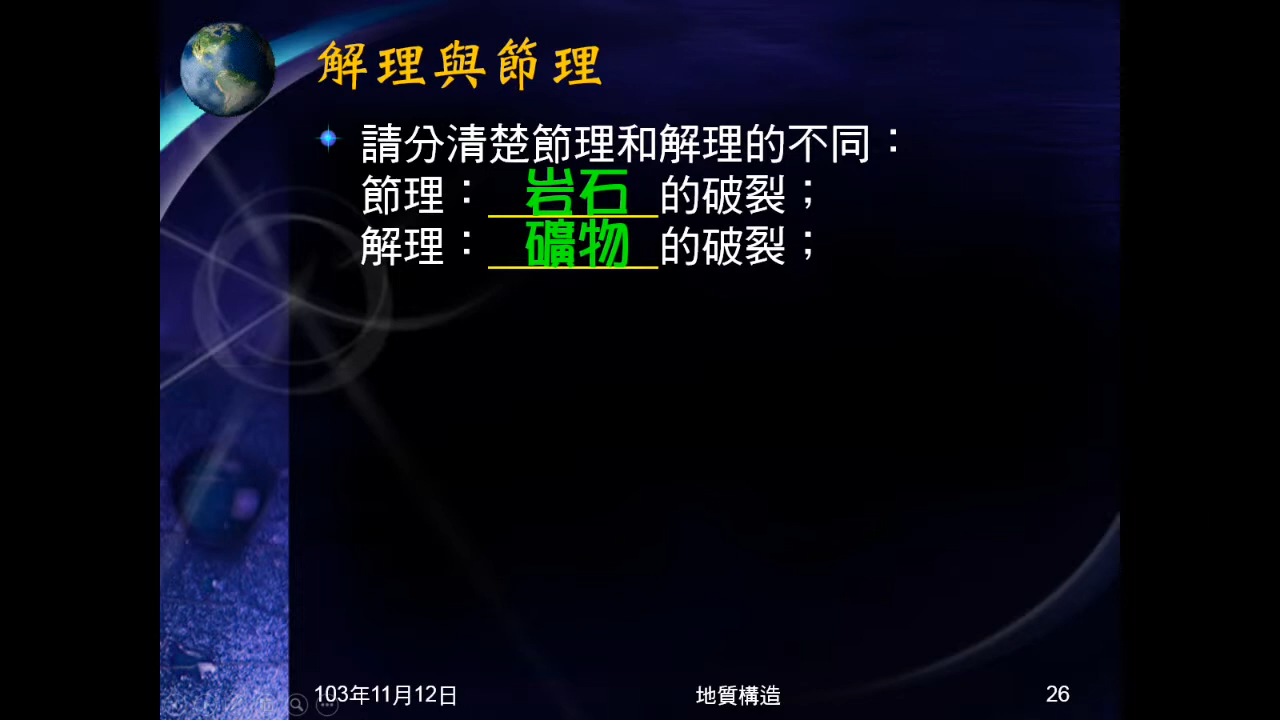 解理與節理
請分清楚節理和解理的不同：
節理：岩石的破裂；
解理：礦物的破裂；
103年11月12日 地質構造 26